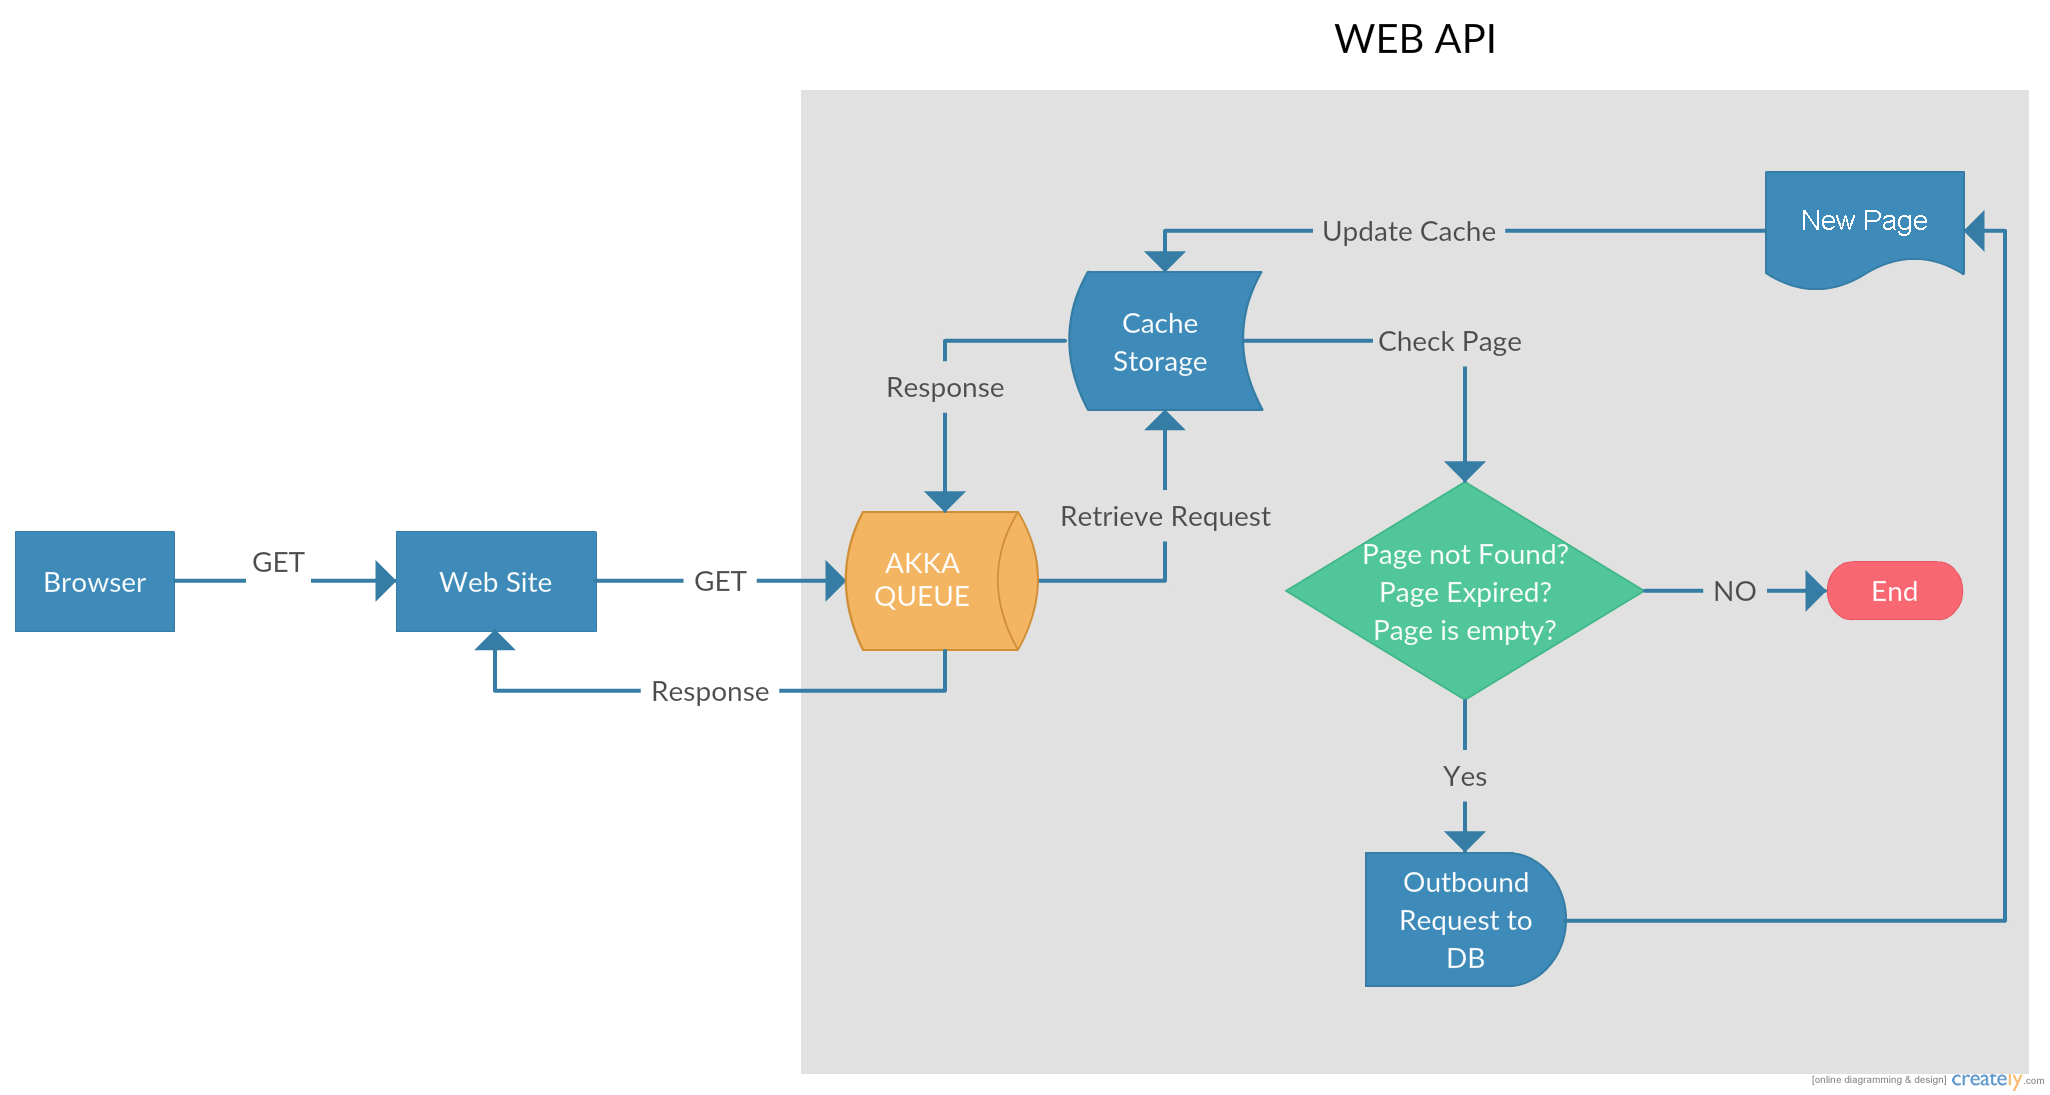 WEB API
New Page
Update Cache
Cache
Storage
Check Page
Response
Retrieve Request
Browser
GET
Web Site
GET
AKKA
QUEUE
Page not Found?
Page Expired?
Page is empty?
NO
End
Response
Yes
Outbound
Request to
DB
[online diagramming & design] creately.com